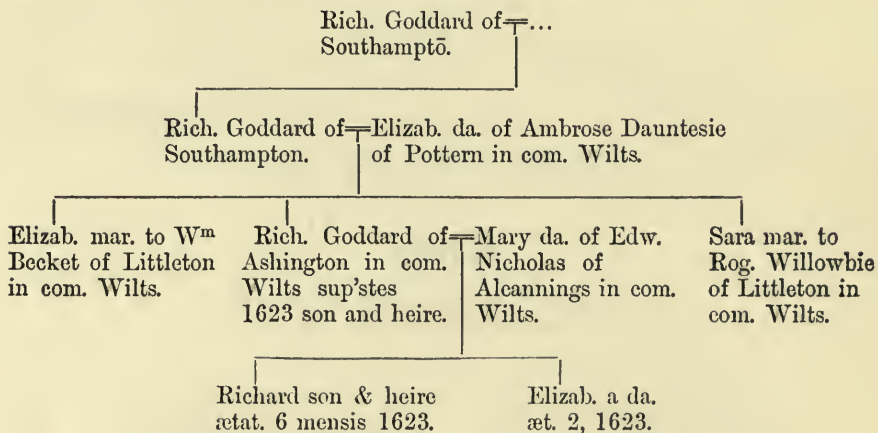 Rich. Goddard of=...
Southamptō.
Rich. Goddard of=Elizab. da. of Ambrose Dauntesie
Southampton. of Pottern in com. Wilts.
Elizab. mar. to Wᵐ
Becket of Littleton
in com. Wilts.
Rich. Goddard of=Mary da. of Edw.
Ashington in com. Nicholas of
Wilts sup'stes Alcannings in com.
1623 son and heire. Wilts.
Sara mar. to
Rog. Willowbie
of Littleton in
com. Wilts.
Richard son & heire
ætat. 6 mensis 1623.
Elizab. a da.
æt. 2, 1623.